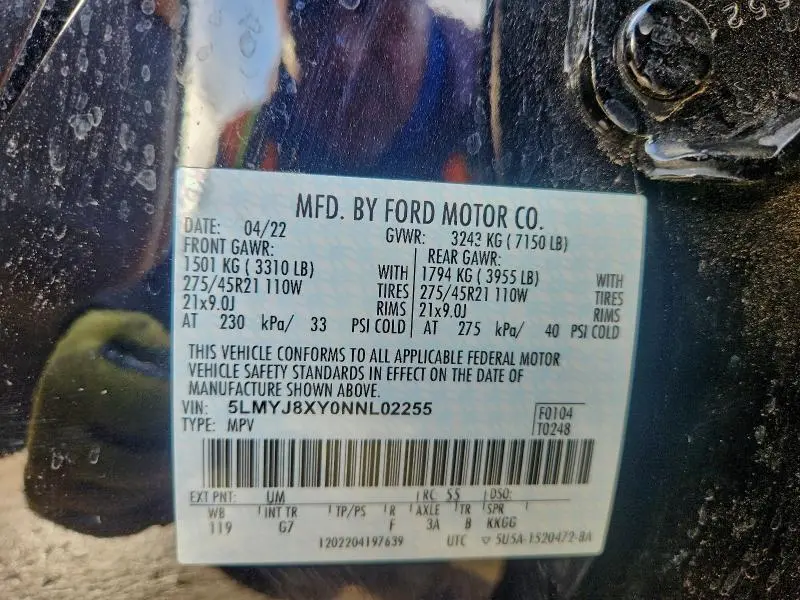 552
MFD. BY FORD MOTOR CO.
DATE: 04/22 GVWR: 3243 KG ( 7150 LB)
FRONT GAWR: REAR GAWR:
1501 KG ( 3310 LB) WITH 1794 KG ( 3955 LB) WITH
275/45R21 110W TIRES 275/45R21 110W TIRES
21x9.0J RIMS 21x9.0J RIMS
AT 230 kPa/ 33 PSI COLD AT 275 kPa/ 40 PSI COLD
THIS VEHICLE CONFORMS TO ALL APPLICABLE FEDERAL MOTOR
VEHICLE SAFETY STANDARDS IN EFFECT ON THE DATE OF
MANUFACTURE SHOWN ABOVE.
VIN: 5LMYJ8XY0NNL02255 F0104
TYPE: MPV T0248
EXT PNT: UM RC: 55 DSO:
WB INT TR TP/PS R AXLE TR SPR
119 G7 F 3A B KKGG
1202204197639 UTC ▽ 5U5A-1520472-BA